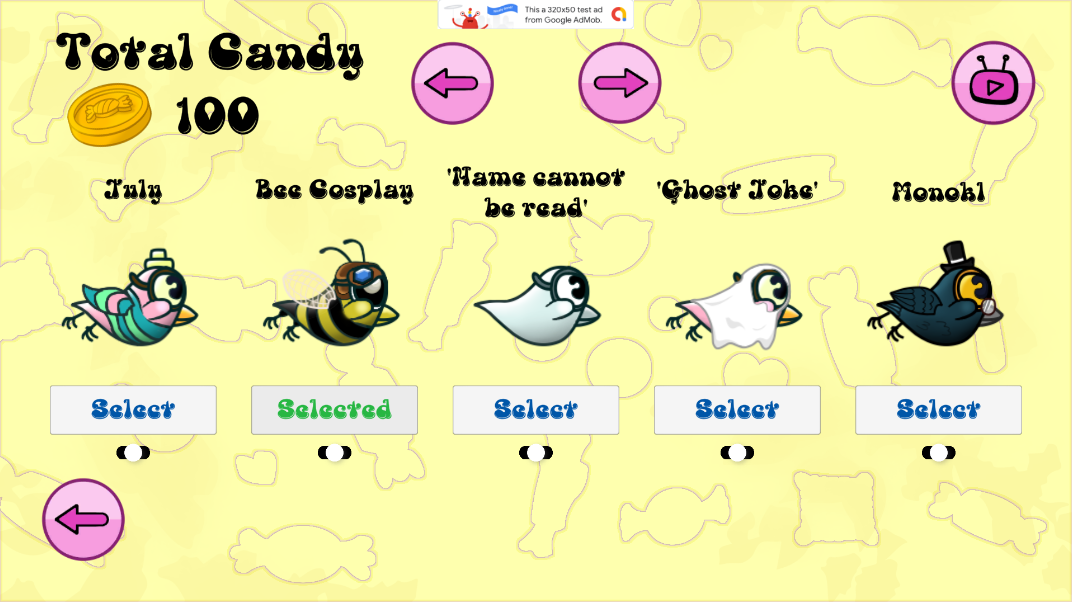 This a 320x50 test ad
from Google AdMob.
Total Candy
100
July
Bee Cosplay
'Name cannot
be read'
'Ghost Joke'
Monokl
Select
Selected
Select
Select
Select